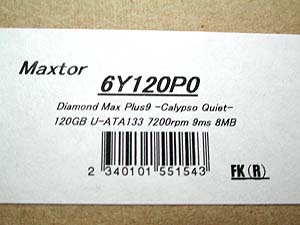 Maxtor
6Y120P0
Diamond Max Plus9 -Calypso Quiet-
120GB U-ATA133 7200rpm 9ms 8MB
2 340101 551543
FK(R)